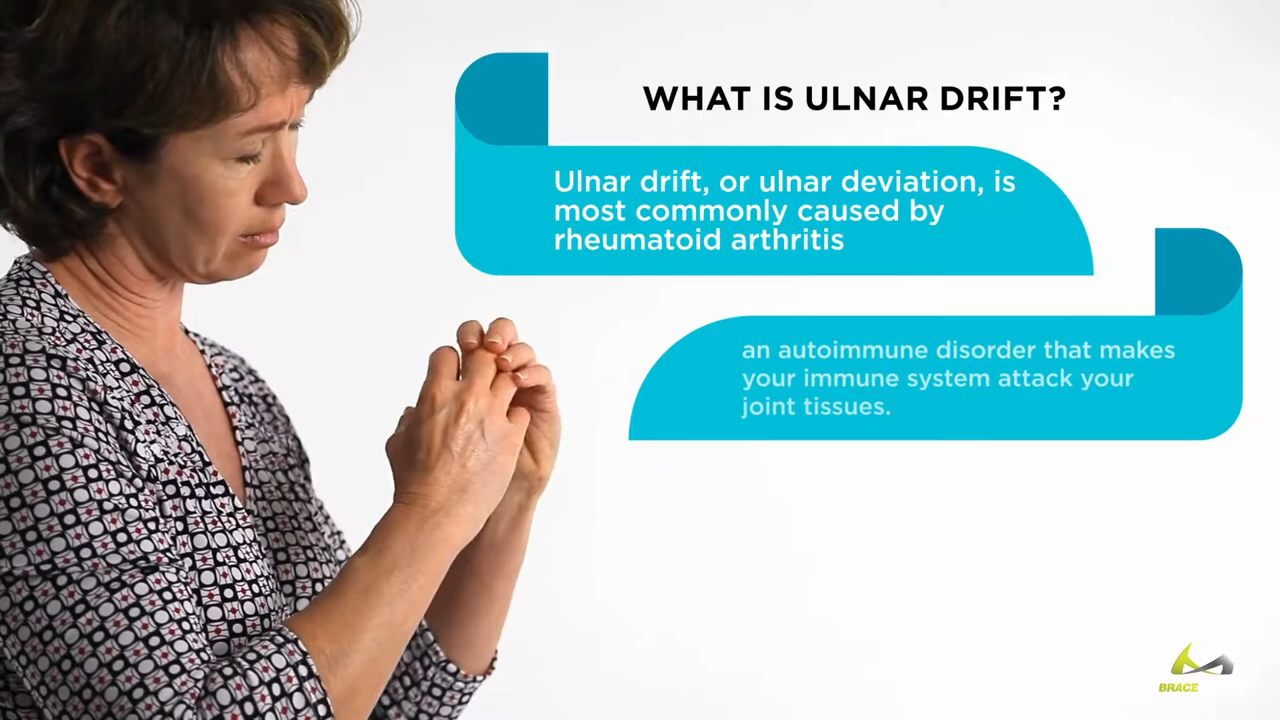 WHAT IS ULNAR DRIFT?
Ulnar drift, or ulnar deviation, is
most commonly caused by
rheumatoid arthritis
an autoimmune disorder that makes
your immune system attack your
joint tissues.
BRACE